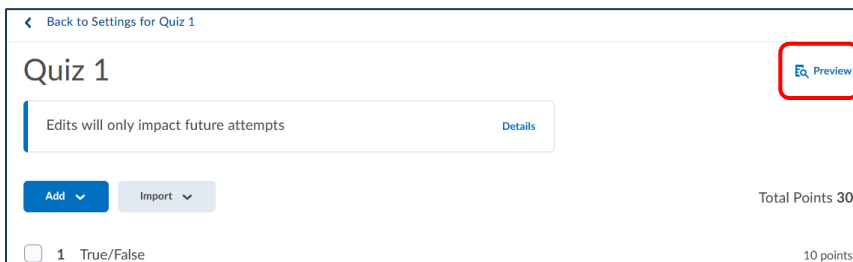 Back to Settings for Quiz 1
Quiz 1
Preview
Edits will only impact future attempts Details
Add Import Total Points 30
1 True/False 10 points